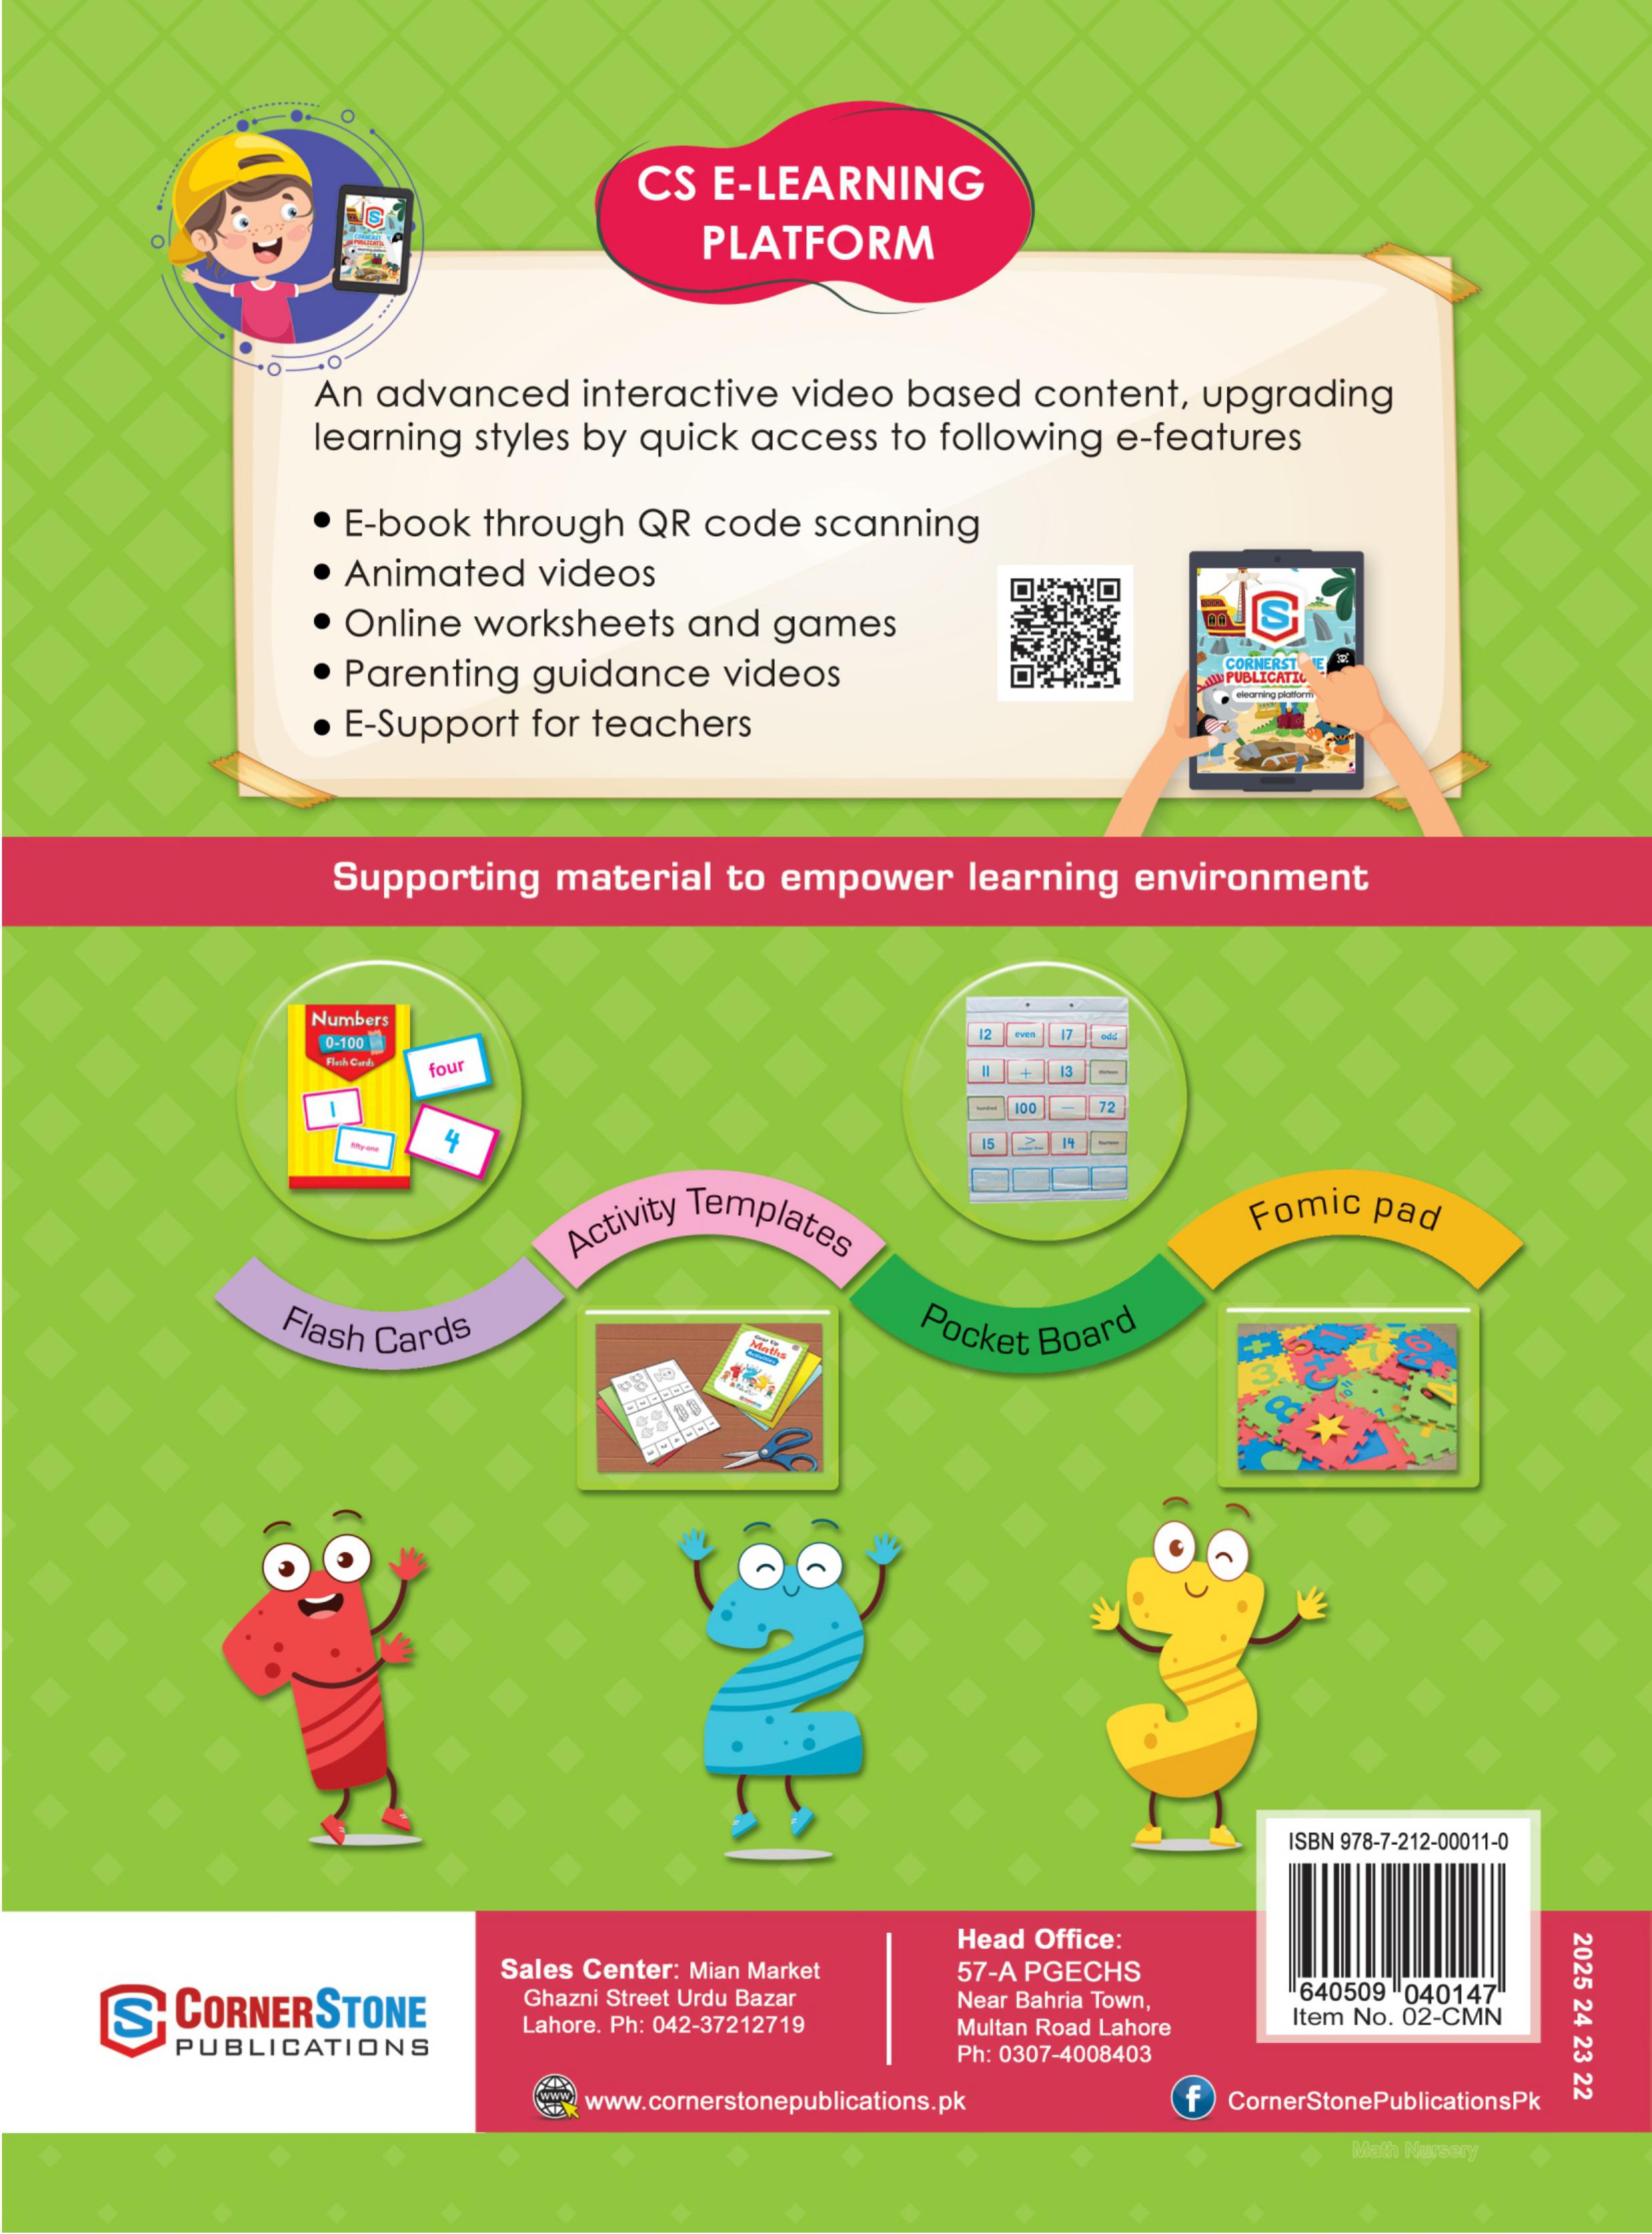 CS E-LEARNING
PLATFORM
An advanced interactive video based content, upgrading
learning styles by quick access to following e-features
• E-book through QR code scanning
• Animated videos
• Online worksheets and games
• Parenting guidance videos
• E-Support for teachers
elearning platform
Supporting material to empower learning environment
Numbers
0-100
Flash Cards
four
1
fifty-one
4
12 even 17 odd
11 + 13 thirteen
hundred 100 — 72
15 > 14 fourteen
Activity Templates
Fomic pad
Flash Cards
Pocket Board
Gear Up
Maths
Activities
ISBN 978-7-212-00011-0
640509 040147
Item No. 02-CMN
2025 24 23 22
CORNERSTONE
PUBLICATIONS
Sales Center: Mian Market
Ghazni Street Urdu Bazar
Lahore. Ph: 042-37212719
Head Office:
57-A PGECHS
Near Bahria Town,
Multan Road Lahore
Ph: 0307-4008403
www www.cornerstonepublications.pk
f CornerStonePublicationsPk
Math Nursery